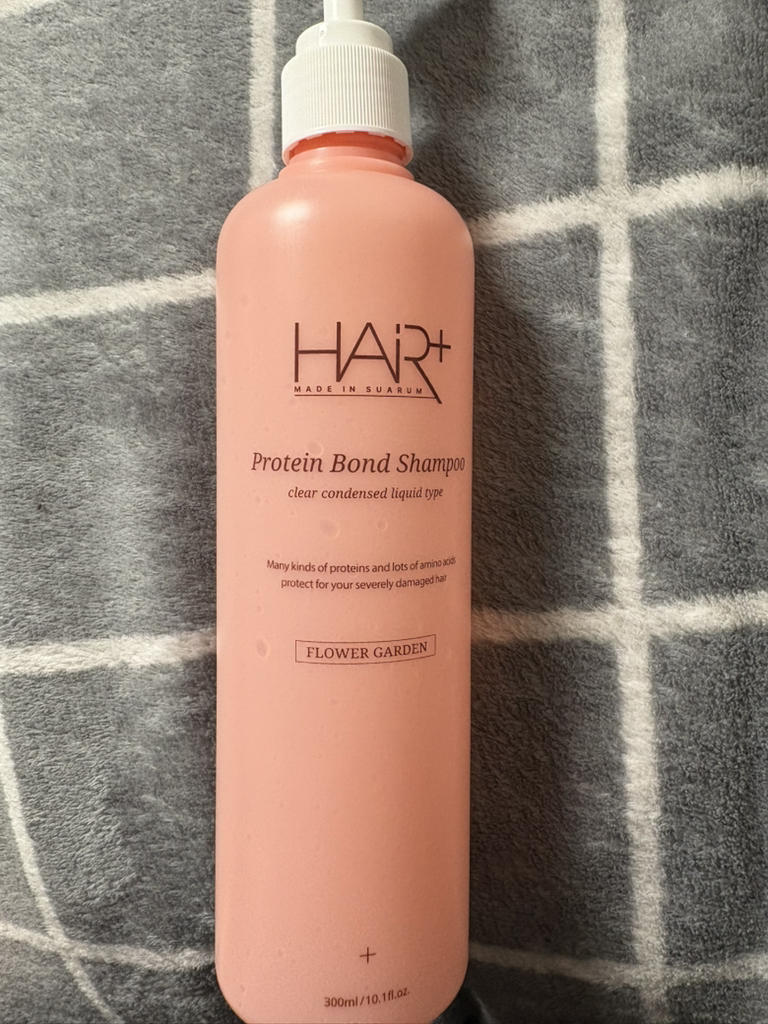 HAiR+
MADE IN SUARUM
Protein Bond Shampoo
clear condensed liquid type
Many kinds of proteins and lots of amino acids
protect for your severely damaged hair
FLOWER GARDEN
+
300ml/10.1fl.oz.